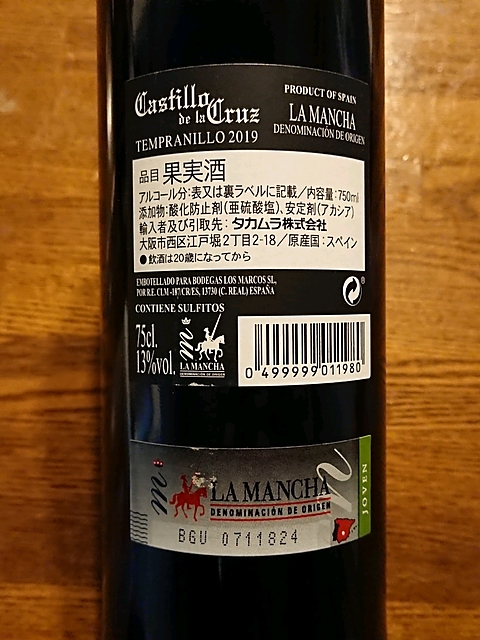 Castillo
de la Cruz
PRODUCT OF SPAIN
LA MANCHA
DENOMINACIÓN DE ORIGEN
TEMPRANILLO 2019
品目 果実酒
アルコール分:表又は裏ラベルに記載/内容量:750ml
添加物:酸化防止剤(亜硫酸塩)、安定剤(アカシア)
輸入者及び引取先: タカムラ株式会社
大阪市西区江戸堀2丁目2-18/原産国:スペイン
●飲酒は20歳になってから
EMBOTELLADO PARA BODEGAS LOS MARCOS SL,
POR R.E. CLM-187/CR/ES, 13730 (C. REAL) ESPAÑA
CONTIENE SULFITOS
75cl.
13%vol.
m
LA MANCHA
DENOMINACIÓN DE ORIGEN
0 499999 011980
m
LA MANCHA
DENOMINACIÓN DE ORIGEN
BGU 0711824
n
JOVEN